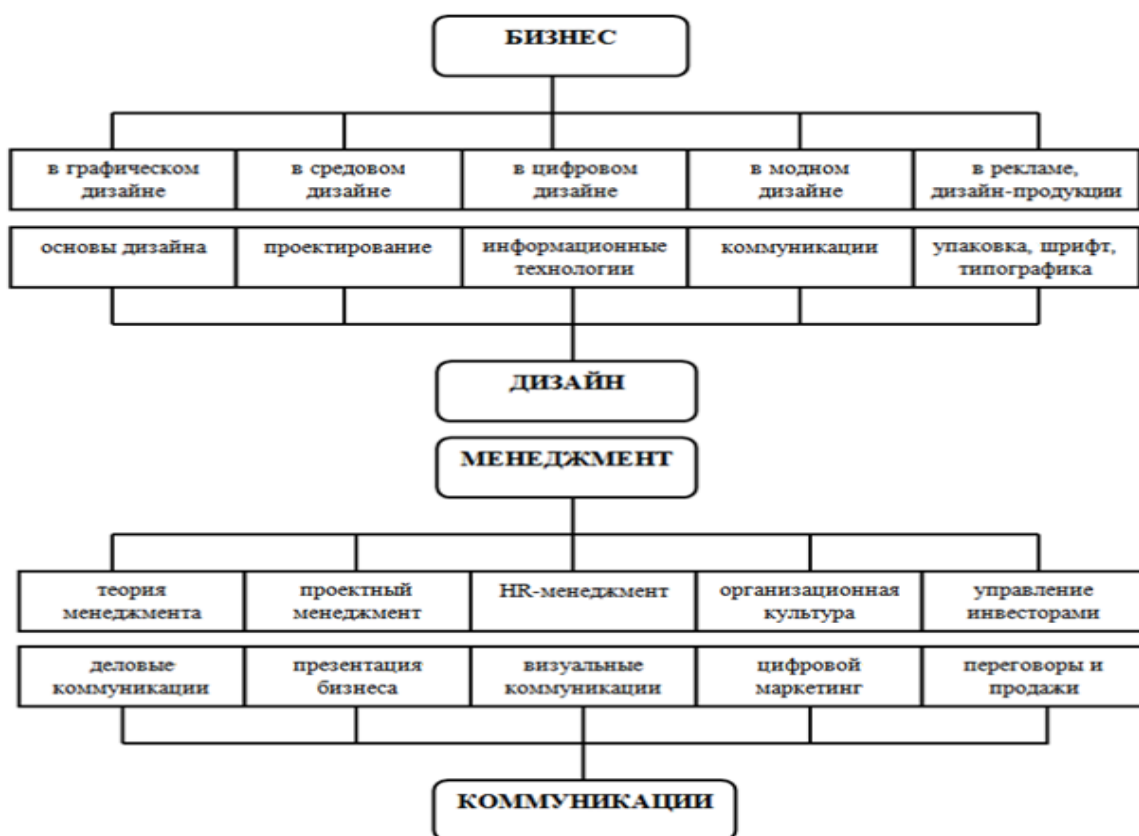 БИЗНЕС
в графическом
дизайне
в средовом
дизайне
в цифровом
дизайне
в модном
дизайне
в рекламе,
дизайн-продукции
основы дизайна
проектирование
информационные
технологии
коммуникации
упаковка, шрифт,
типографика
ДИЗАЙН
МЕНЕДЖМЕНТ
теория
менеджмента
проектный
менеджмент
HR-менеджмент
организационная
культура
управление
инвесторами
деловые
коммуникации
презентация
бизнеса
визуальные
коммуникации
цифровой
маркетинг
переговоры и
продажи
КОММУНИКАЦИИ